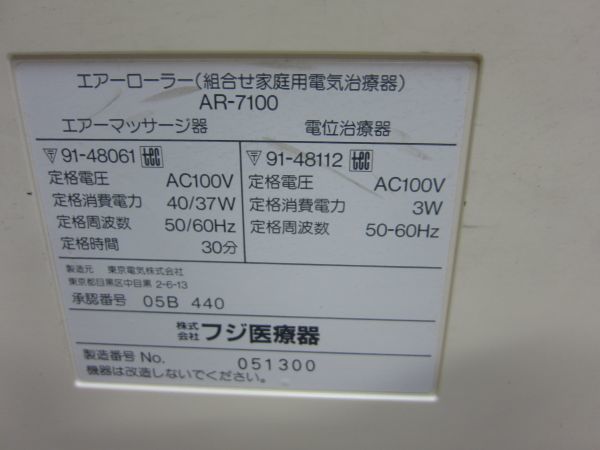 エアーローラー(組合せ家庭用電気治療器)
AR-7100
エアーマッサージ器
▽91-48061 tec
定格電圧 AC100V
定格消費電力 40/37W
定格周波数 50/60Hz
定格時間 30分
電位治療器
▽91-48112 tec
定格電圧 AC100V
定格消費電力 3W
定格周波数 50-60Hz
製造元 東京電気株式会社
東京都目黒区中目黒 2-6-13
承認番号 05B 440
株式会社 フジ医療器
製造番号 No. 051300
機器は改造しないでください。